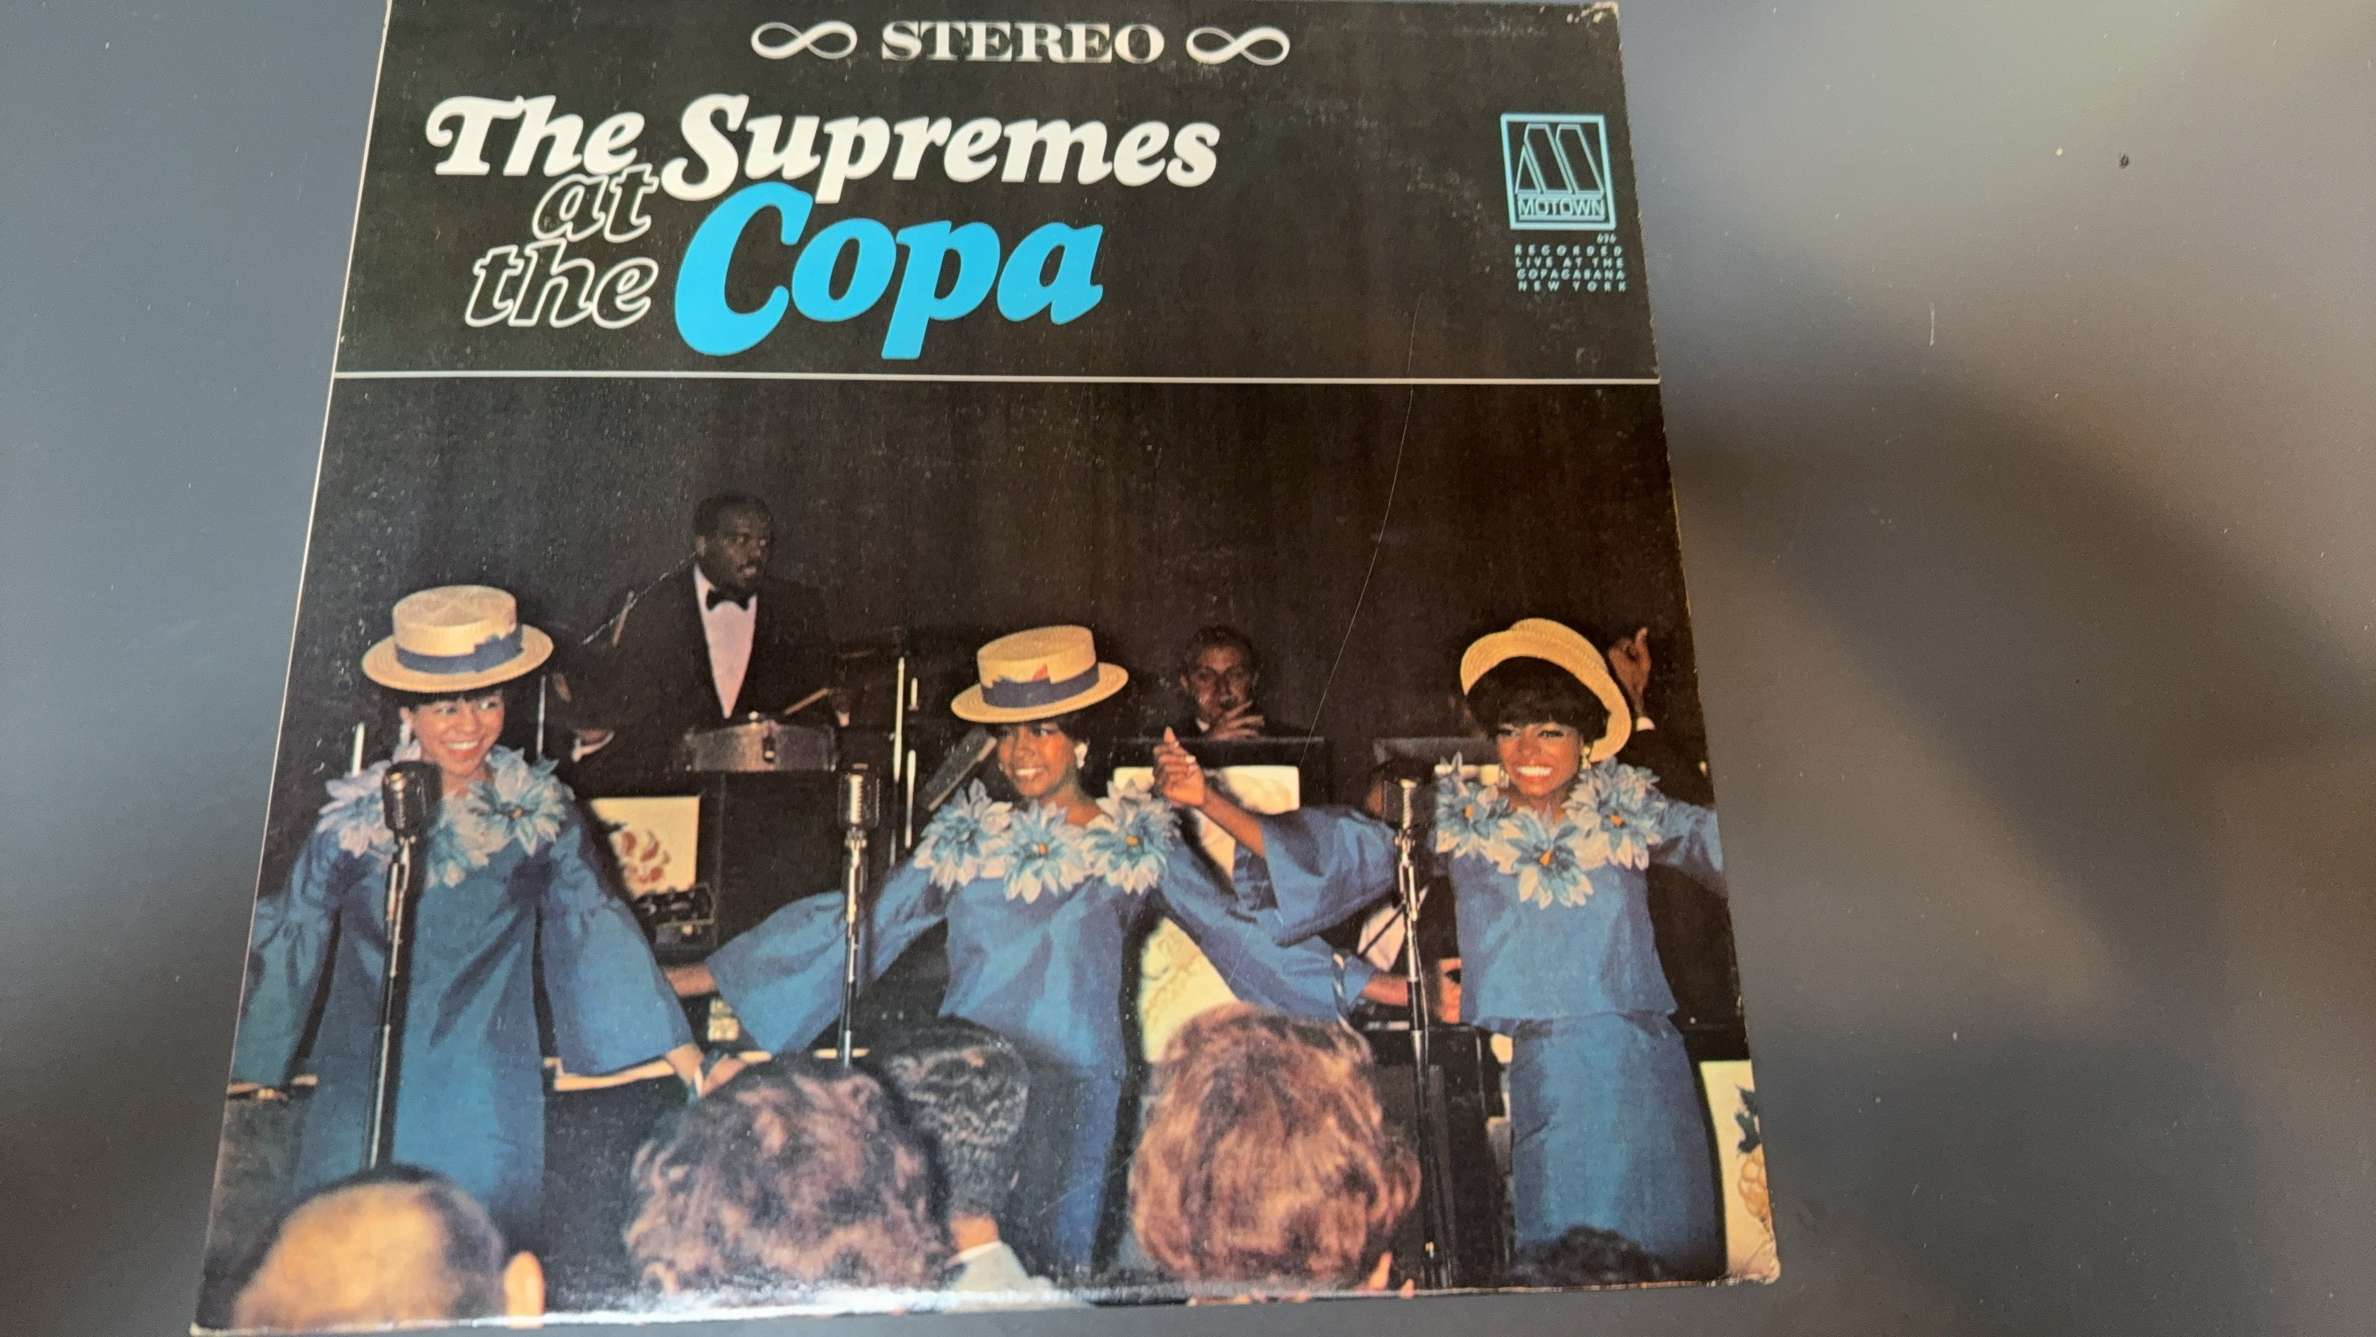 STEREO
The Supremes
at
the Copa
MOTOWN
636
RECORDED
LIVE AT THE
COPACABANA
NEW YORK